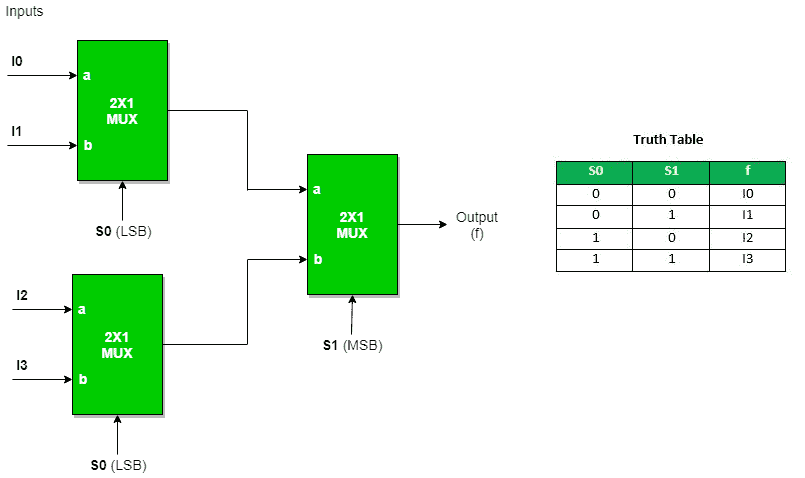 Inputs
I0
a
2X1
MUX
I1
b
S0 (LSB)
I2
a
2X1
MUX
I3
b
S0 (LSB)
a
2X1
MUX
b
S1 (MSB)
Output
(f)
Truth Table
S0 S1 f
0 0 I0
0 1 I1
1 0 I2
1 1 I3